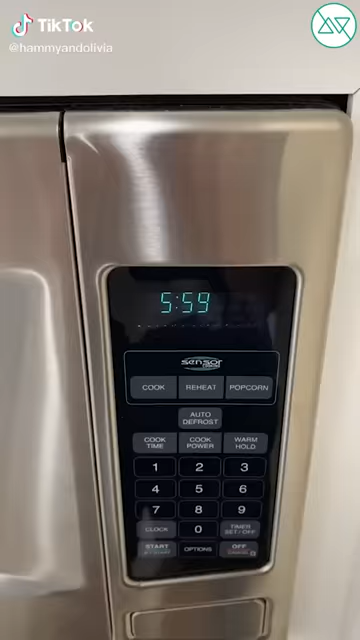 TikTok
@hammyandolivia
5:59
sensor
COOK
REHEAT
POPCORN
AUTO
DEFROST
COOK
TIME
COOK
POWER
WARM
HOLD
1
2
3
4
5
6
7
8
9
CLOCK
0
TIMER
SET / OFF
START
OPTIONS
OFF